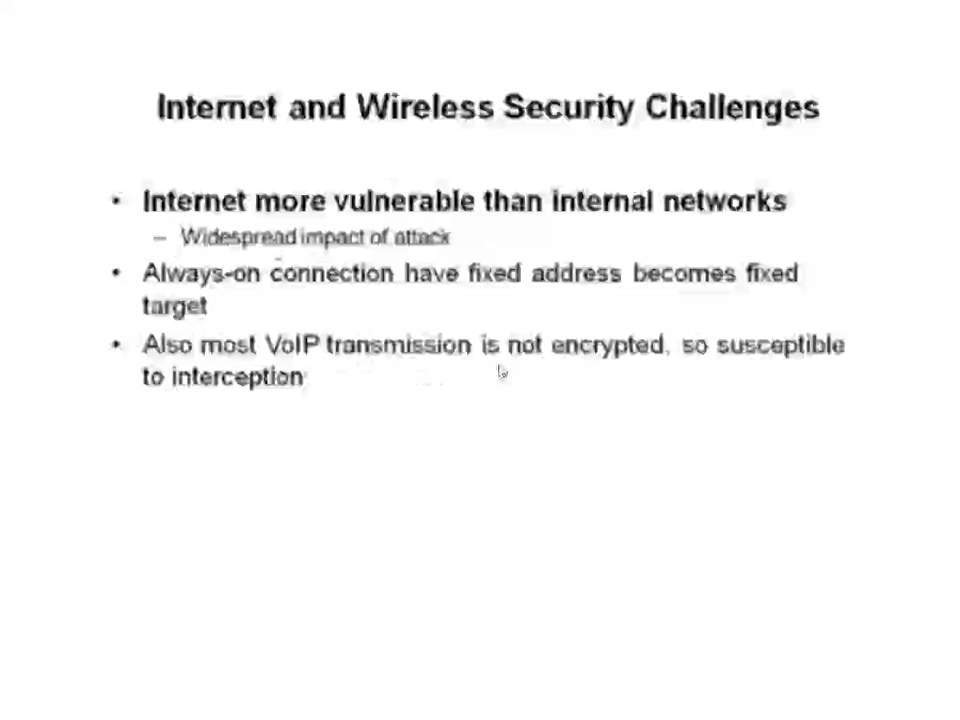 Internet and Wireless Security Challenges
• Internet more vulnerable than internal networks
– Widespread impact of attack
• Always-on connection have fixed address becomes fixed
target
• Also most VoIP transmission is not encrypted, so susceptible
to interception